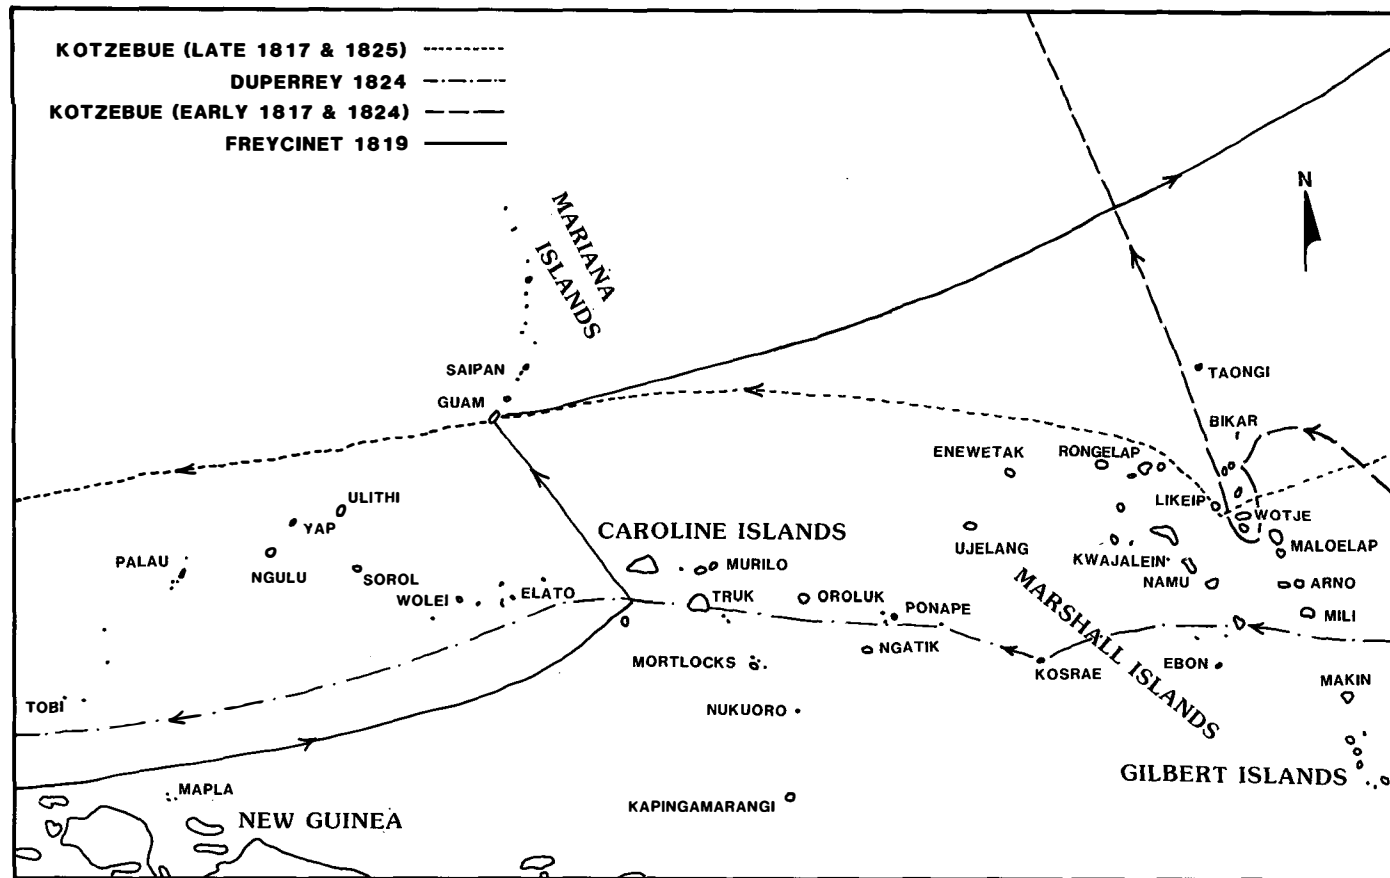 KOTZEBUE (LATE 1817 & 1825)
DUPERREY 1824
KOTZEBUE (EARLY 1817 & 1824)
FREYCINET 1819
N
MARIANA
ISLANDS
SAIPAN
GUAM
TAONGI
BIKAR
ENEWETAK
RONGELAP
LIKEIP
WOTJE
ULITHI
YAP
CAROLINE ISLANDS
UJELANG
KWAJALEIN
MALOELAP
PALAU
NGULU
SOROL
MURILO
NAMU
ARNO
WOLEI
ELATO
TRUK
OROLUK
PONAPE
MILI
MARSHALL ISLANDS
NGATIK
MORTLOCKS
KOSRAE
EBON
MAKIN
TOBI
NUKUORO
GILBERT ISLANDS
MAPLA
KAPINGAMARANGI
NEW GUINEA